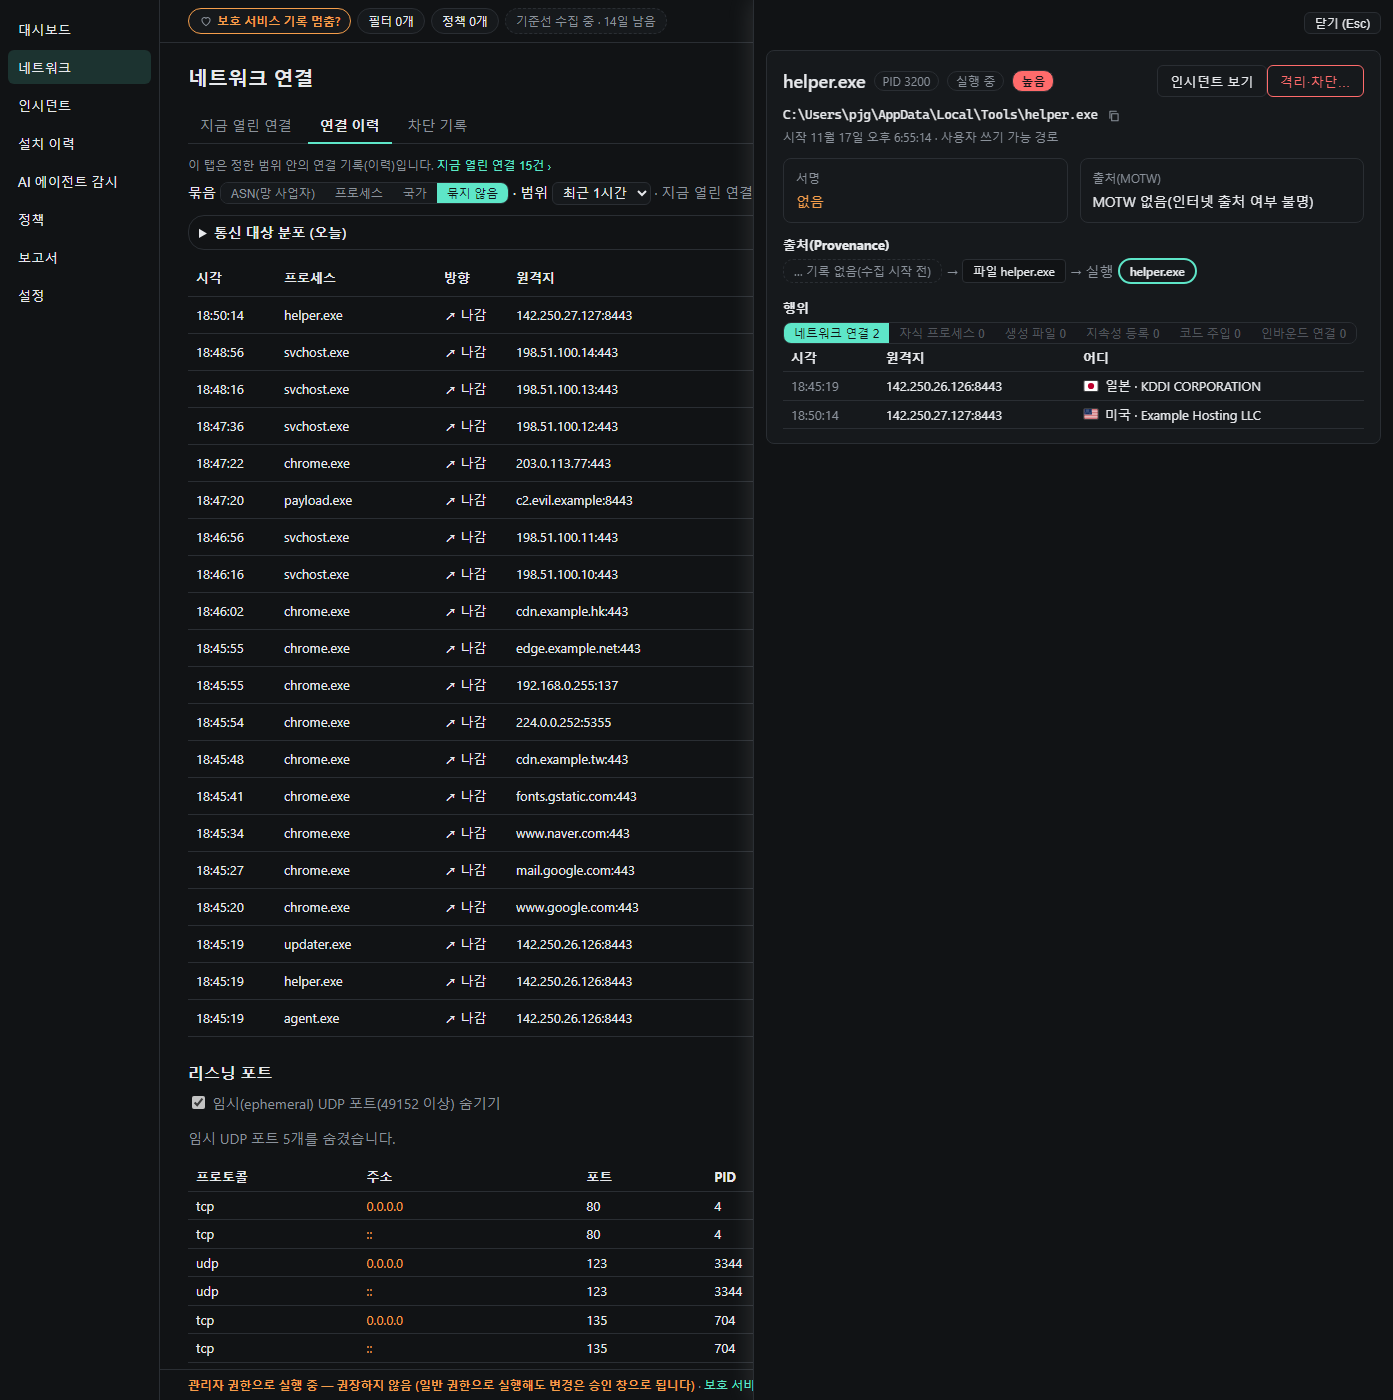 대시보드
네트워크
인시던트
설치 이력
AI 에이전트 감시
정책
보고서
설정
♡ 보호 서비스 기록 멈춤? 필터 0개 정책 0개 기준선 수집 중 · 14일 남음
네트워크 연결
지금 열린 연결 연결 이력 차단 기록
이 탭은 정한 범위 안의 연결 기록(이력)입니다. 지금 열린 연결 15건 ›
묶음 ASN(망 사업자) 프로세스 국가 묶지 않음 · 범위 최근 1시간 · 지금 열린 연결
▶ 통신 대상 분포 (오늘)
시각 프로세스 방향 원격지
18:50:14 helper.exe ↗ 나감 142.250.27.127:8443
18:48:56 svchost.exe ↗ 나감 198.51.100.14:443
18:48:16 svchost.exe ↗ 나감 198.51.100.13:443
18:47:36 svchost.exe ↗ 나감 198.51.100.12:443
18:47:22 chrome.exe ↗ 나감 203.0.113.77:443
18:47:20 payload.exe ↗ 나감 c2.evil.example:8443
18:46:56 svchost.exe ↗ 나감 198.51.100.11:443
18:46:16 svchost.exe ↗ 나감 198.51.100.10:443
18:46:02 chrome.exe ↗ 나감 cdn.example.hk:443
18:45:55 chrome.exe ↗ 나감 edge.example.net:443
18:45:55 chrome.exe ↗ 나감 192.168.0.255:137
18:45:54 chrome.exe ↗ 나감 224.0.0.252:5355
18:45:48 chrome.exe ↗ 나감 cdn.example.tw:443
18:45:41 chrome.exe ↗ 나감 fonts.gstatic.com:443
18:45:34 chrome.exe ↗ 나감 www.naver.com:443
18:45:27 chrome.exe ↗ 나감 mail.google.com:443
18:45:20 chrome.exe ↗ 나감 www.google.com:443
18:45:19 updater.exe ↗ 나감 142.250.26.126:8443
18:45:19 helper.exe ↗ 나감 142.250.26.126:8443
18:45:19 agent.exe ↗ 나감 142.250.26.126:8443
리스닝 포트
임시(ephemeral) UDP 포트(49152 이상) 숨기기
임시 UDP 포트 5개를 숨겼습니다.
프로토콜 주소 포트 PID
tcp 0.0.0.0 80 4
tcp :: 80 4
udp 0.0.0.0 123 3344
udp :: 123 3344
tcp 0.0.0.0 135 704
tcp :: 135 704
관리자 권한으로 실행 중 — 권장하지 않음 (일반 권한으로 실행해도 변경은 승인 창으로 됩니다) · 보호 서비
닫기 (Esc)
helper.exe PID 3200 실행 중 높음 인시던트 보기 격리·차단...
C:\Users\pjg\AppData\Local\Tools\helper.exe
시작 11월 17일 오후 6:55:14 · 사용자 쓰기 가능 경로
서명
없음
출처(MOTW)
MOTW 없음(인터넷 출처 여부 불명)
출처(Provenance)
... 기록 없음(수집 시작 전) → 파일 helper.exe → 실행 helper.exe
행위
네트워크 연결 2 자식 프로세스 0 생성 파일 0 지속성 등록 0 코드 주입 0 인바운드 연결 0
시각 원격지 어디
18:45:19 142.250.26.126:8443 일본 · KDDI CORPORATION
18:50:14 142.250.27.127:8443 미국 · Example Hosting LLC